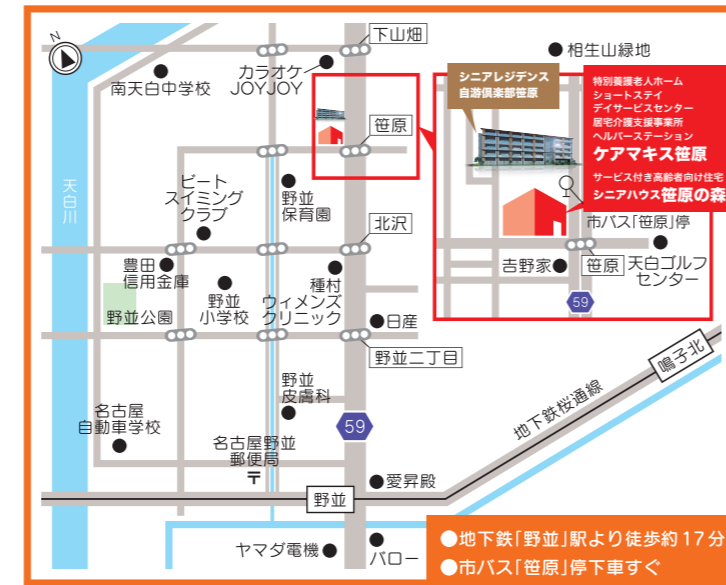 N
下山畑
カラオケ
JOYJOY
南天白中学校
笹原
天白川
ビート
スイミング
クラブ
野並
保育園
北沢
豊田
信用金庫
野並公園
野並
小学校
種村
ウィメンズ
クリニック
日産
野並二丁目
野並
皮膚科
59
名古屋
自動車学校
名古屋野並
郵便局
〒
愛昇殿
野並
地下鉄桜通線
鳴子北
ヤマダ電機
バロー
相生山緑地
シニアレジデンス
自游倶楽部笹原
特別養護老人ホーム
ショートステイ
デイサービスセンター
居宅介護支援事業所
ヘルパーステーション
ケアマキス笹原
サービス付き高齢者向け住宅
シニアハウス笹原の森
市バス「笹原」停
吉野家
笹原
天白ゴルフ
センター
59
●地下鉄「野並」駅より徒歩約17分
●市バス「笹原」停下車すぐ